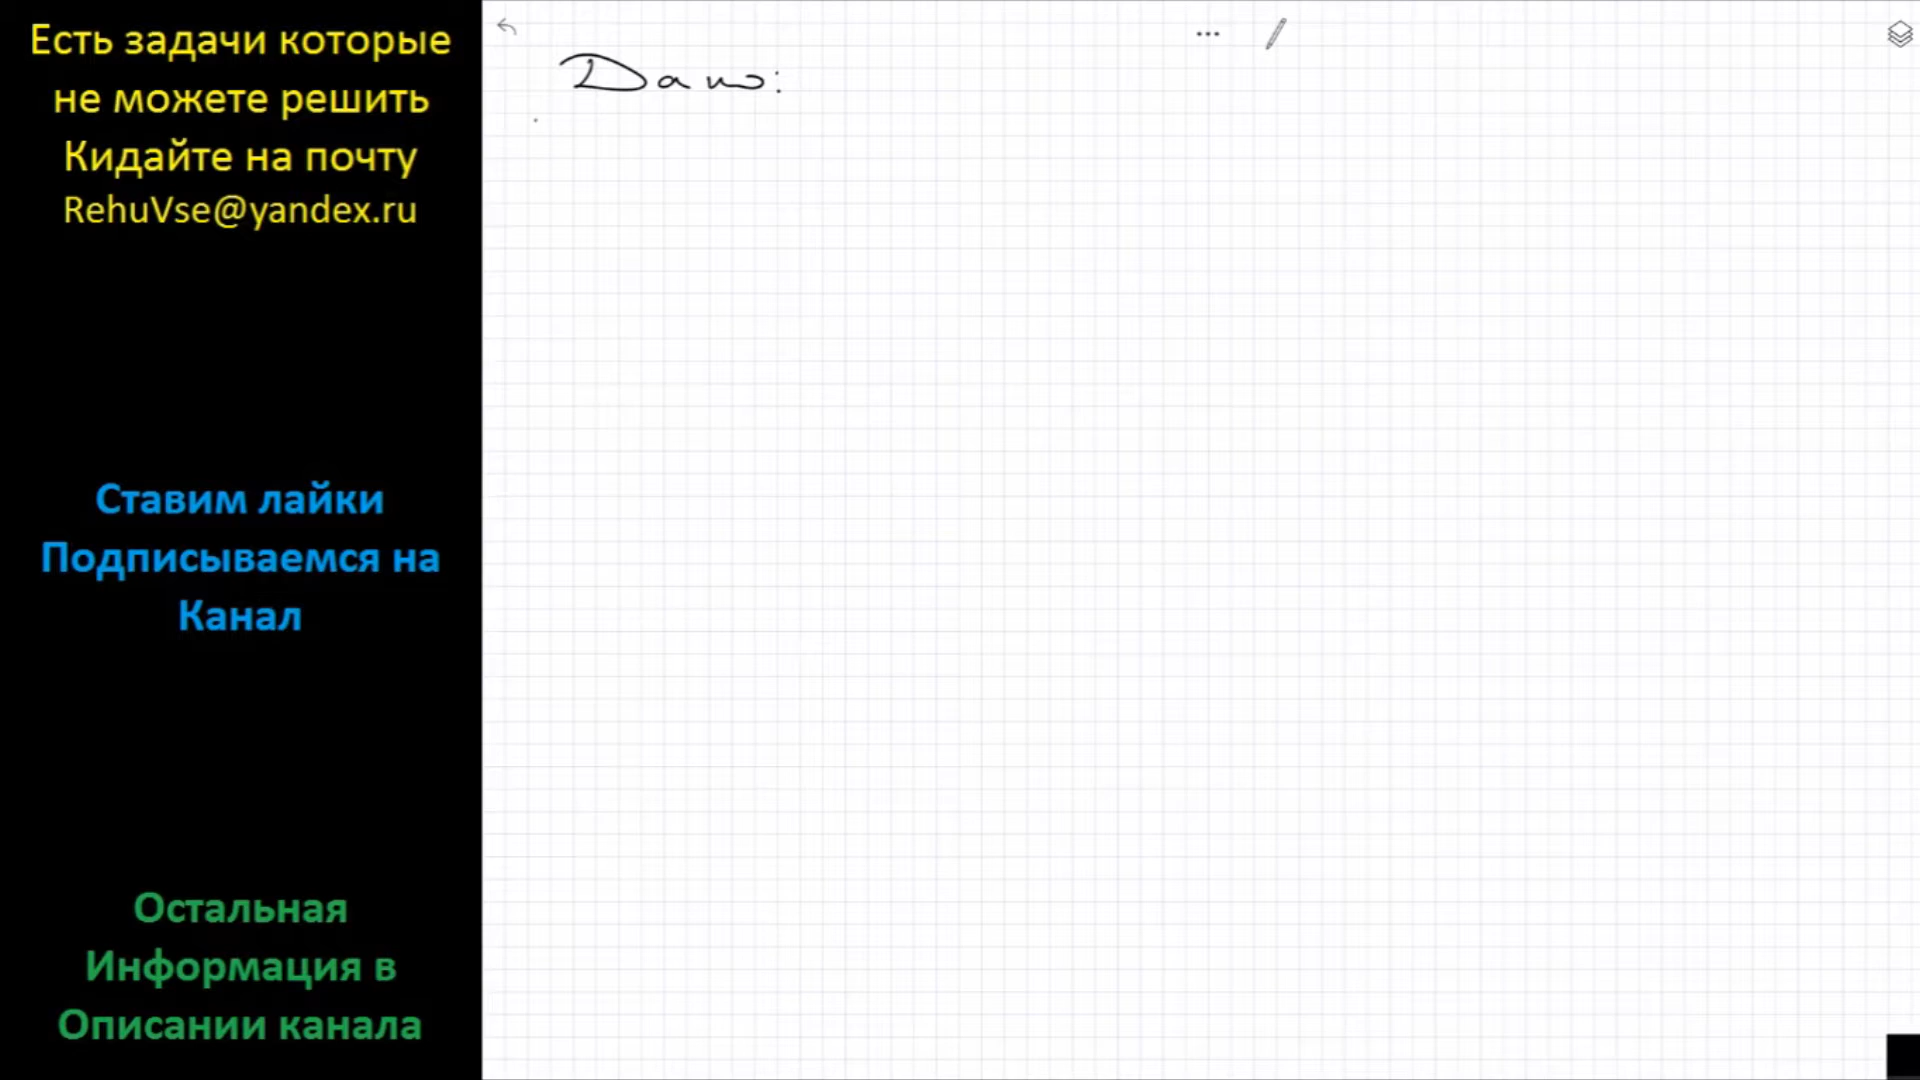 Есть задачи которые
не можете решить
Кидайте на почту
RehuVse@yandex.ru
Ставим лайки
Подписываемся на
Канал
Остальная
Информация в
Описании канала
Дано: